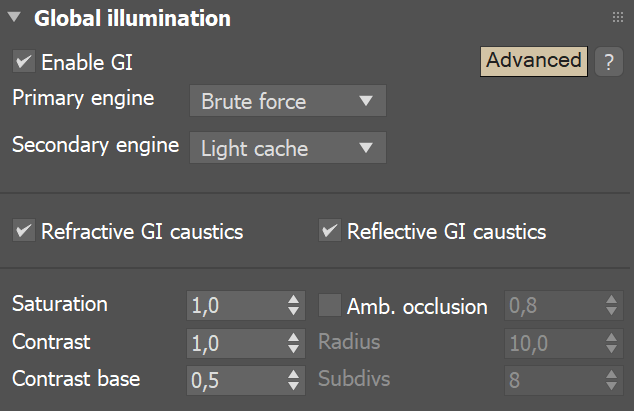 Global illumination
Enable GI
Advanced ?
Primary engine Brute force
Secondary engine Light cache
Refractive GI caustics Reflective GI caustics
Saturation 1,0 Amb. occlusion 0,8
Contrast 1,0 Radius 10,0
Contrast base 0,5 Subdivs 8